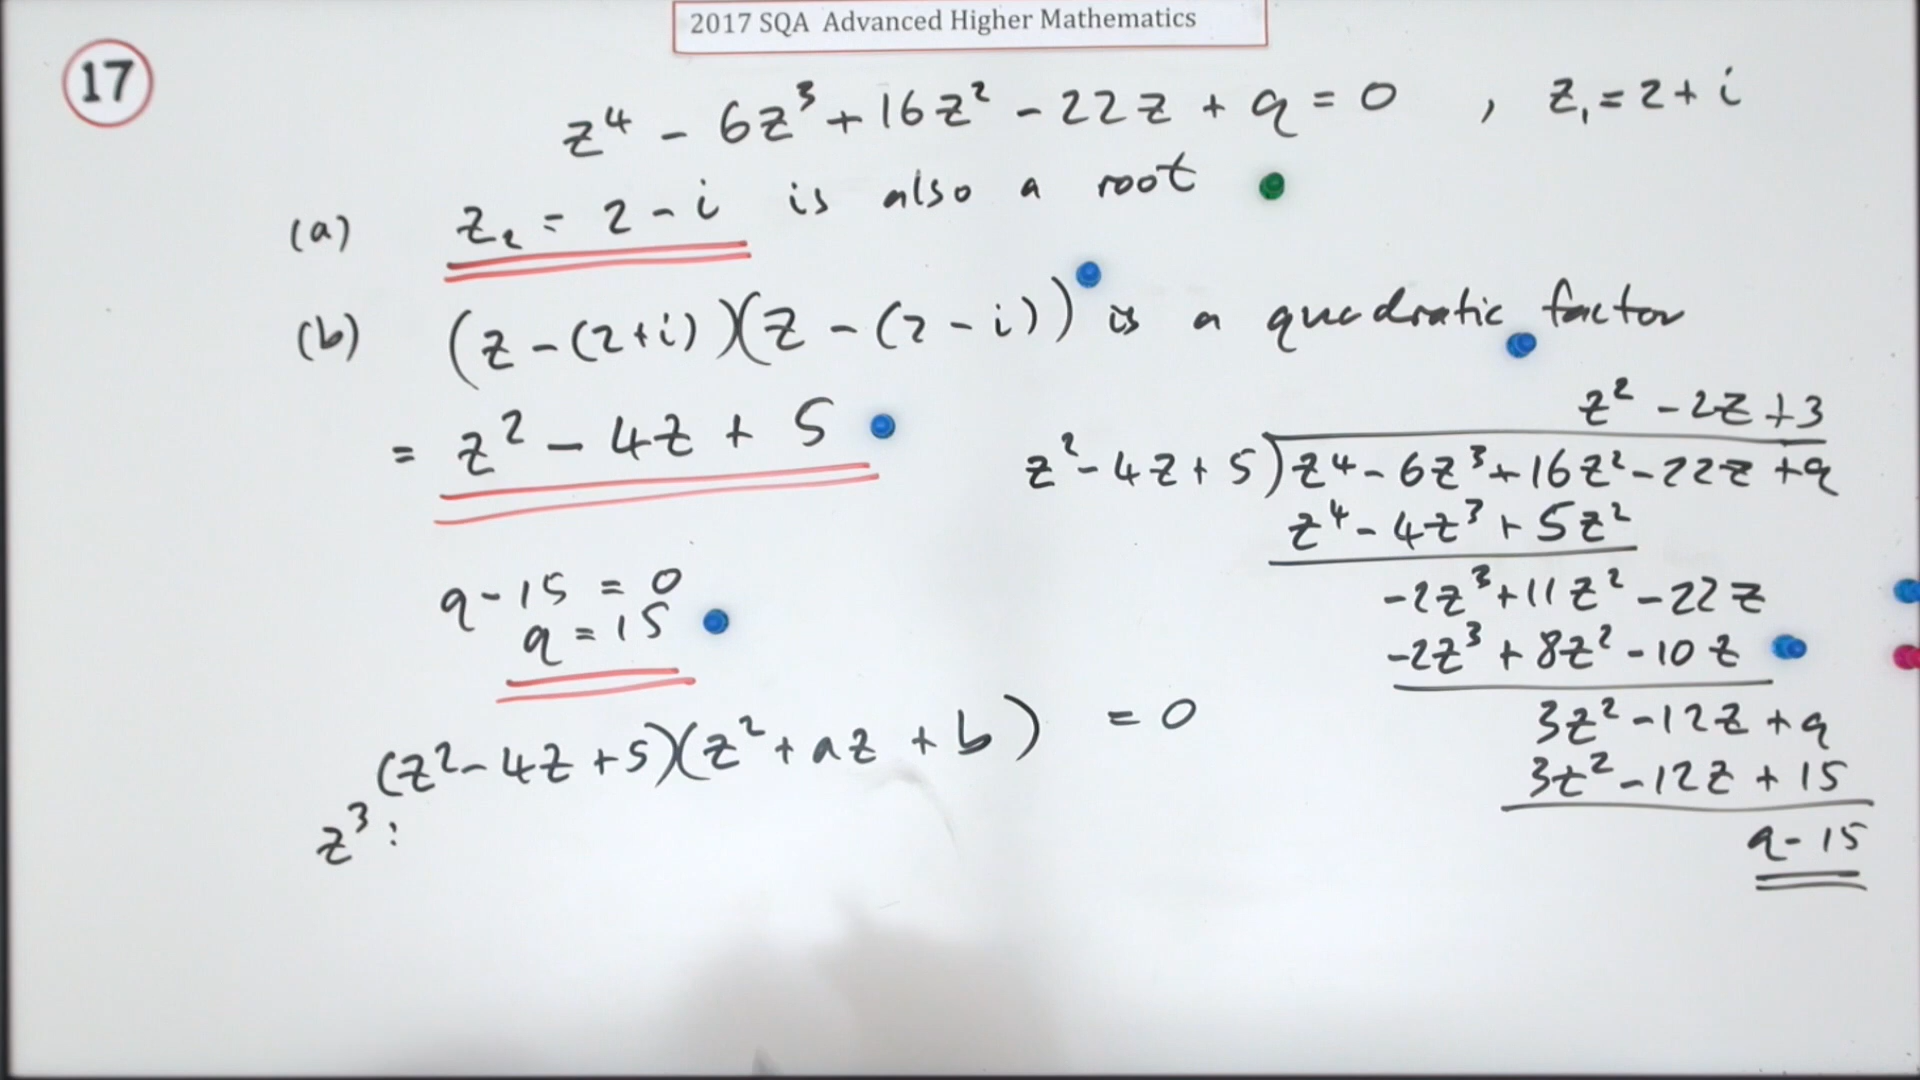 2017 SQA Advanced Higher Mathematics
17
z⁴ - 6z³ + 16z² - 22z + q = 0 , z₁ = 2 + i
(a) z₂ = 2 - i is also a root
(b) (z - (2+i))(z - (2 - i)) is a quadratic factor
= z² - 4z + 5
q - 15 = 0
q = 15
(z² - 4z + 5)(z² + az + b) = 0
z³ :
z² - 2z + 3
z² - 4z + 5 ) z⁴ - 6z³ + 16z² - 22z + q
z⁴ - 4z³ + 5z²
-2z³ + 11z² - 22z
-2z³ + 8z² - 10z
3z² - 12z + q
3z² - 12z + 15
q - 15